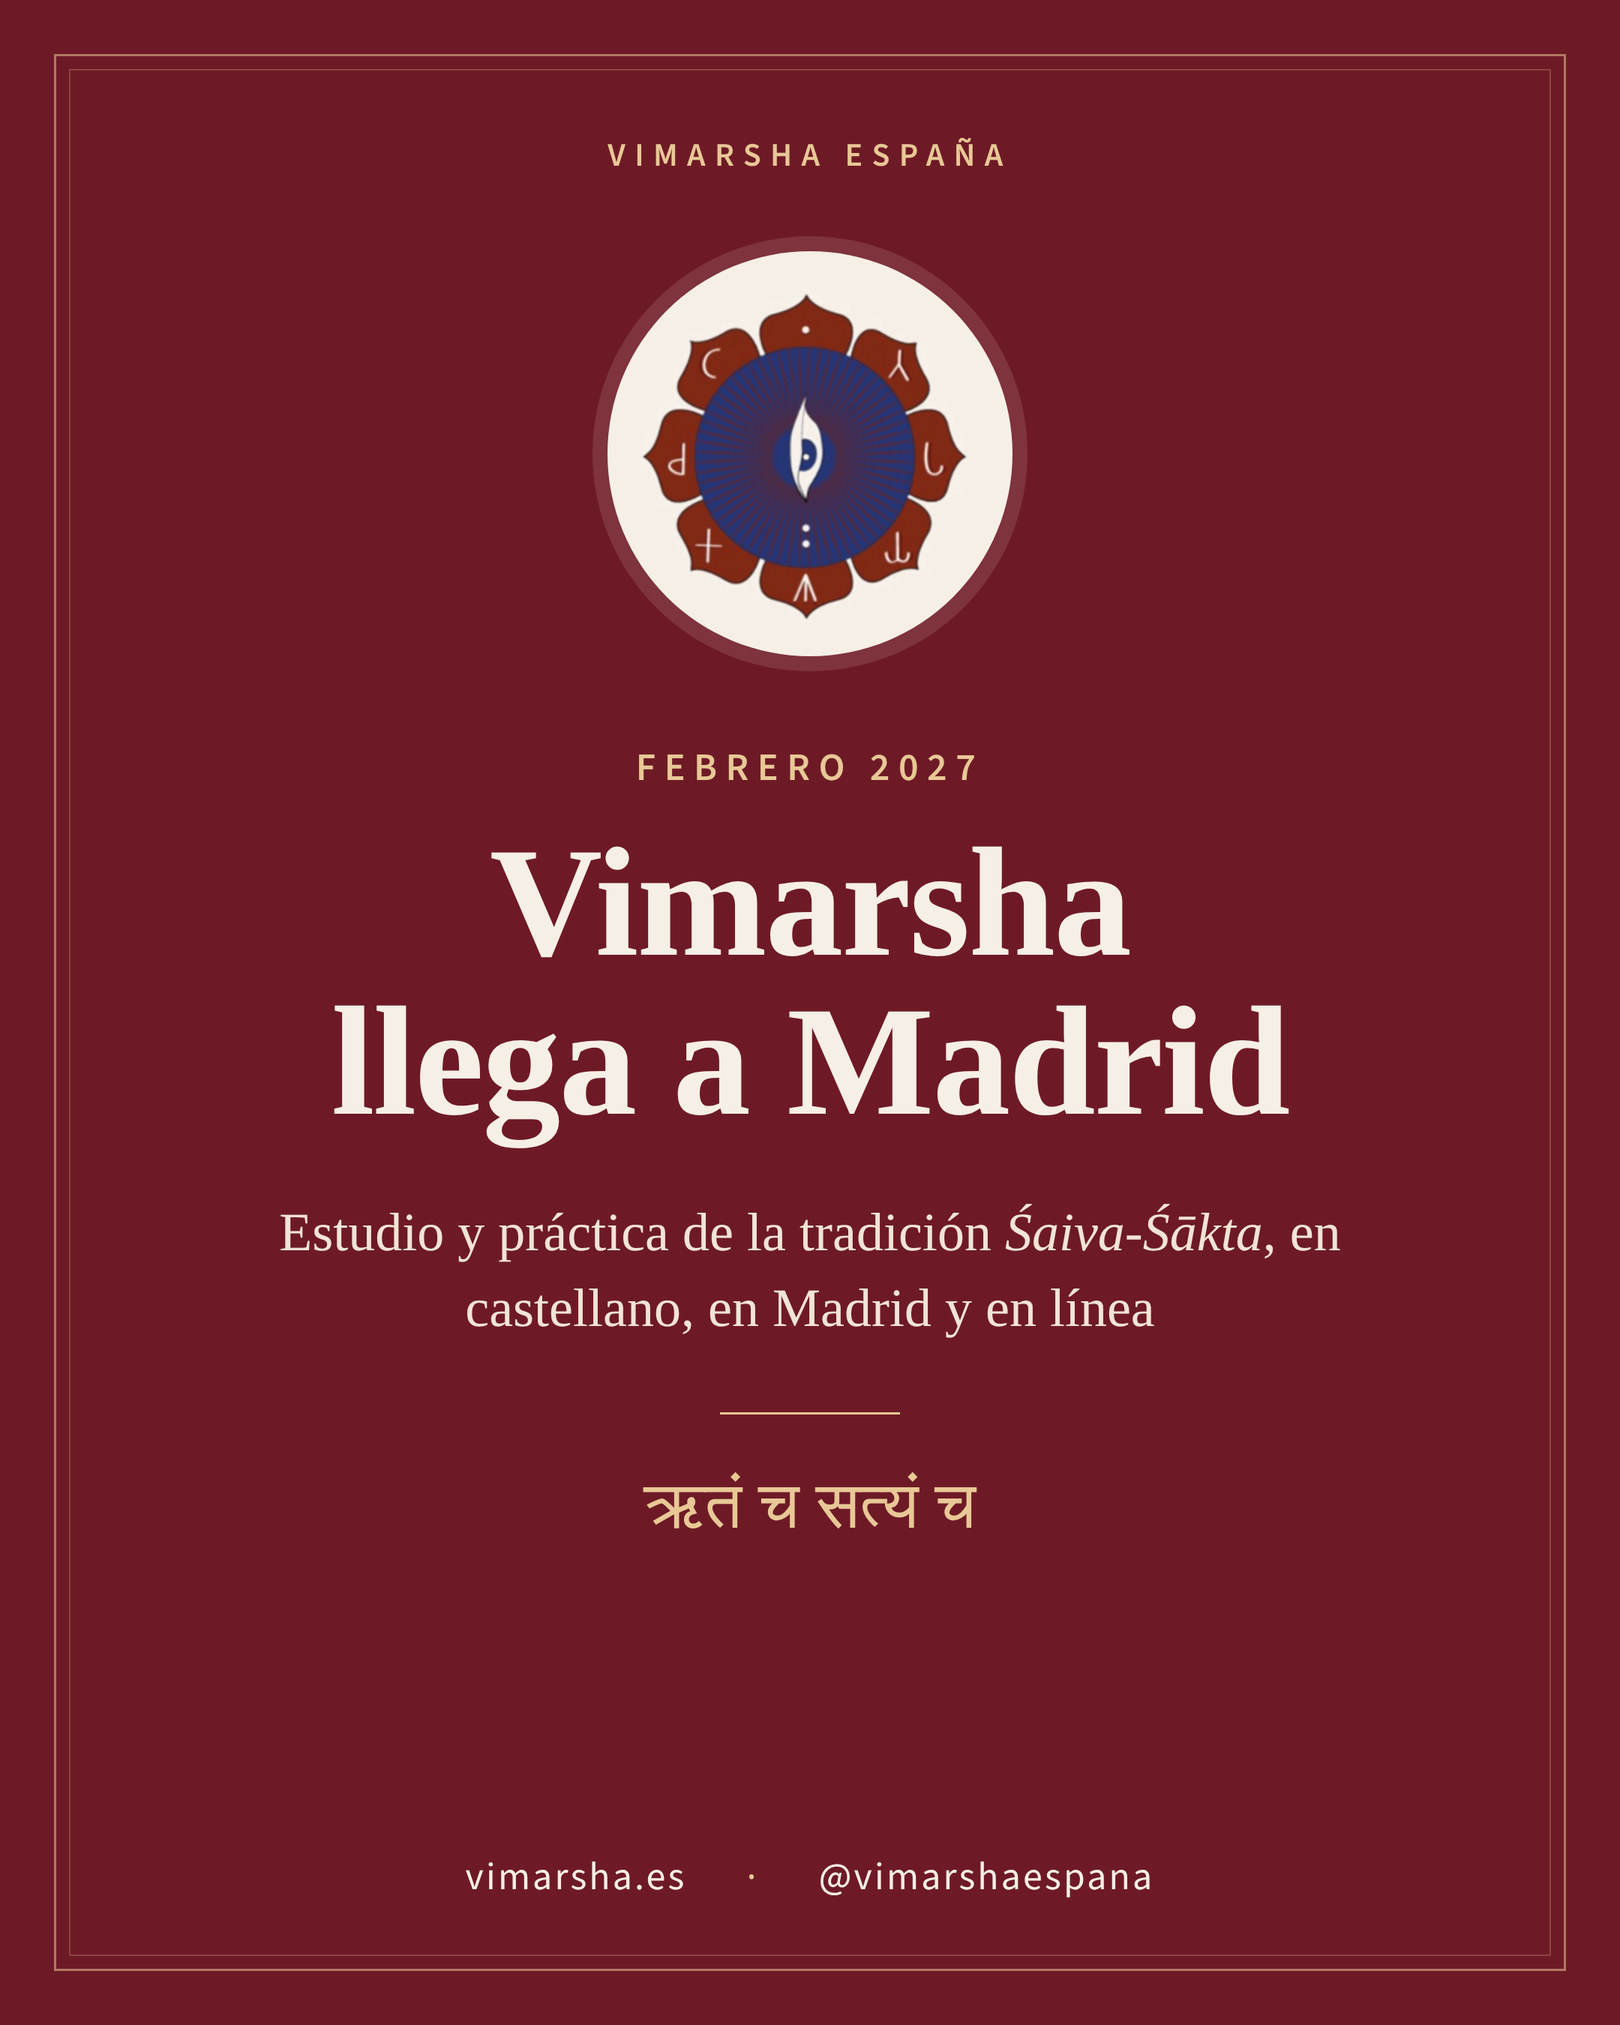 VIMARSHA ESPAÑA
FEBRERO 2027
Vimarsha
llega a Madrid
Estudio y práctica de la tradición Śaiva-Śākta, en
castellano, en Madrid y en línea
ऋतं च सत्यं च
vimarsha.es · @vimarshaespana